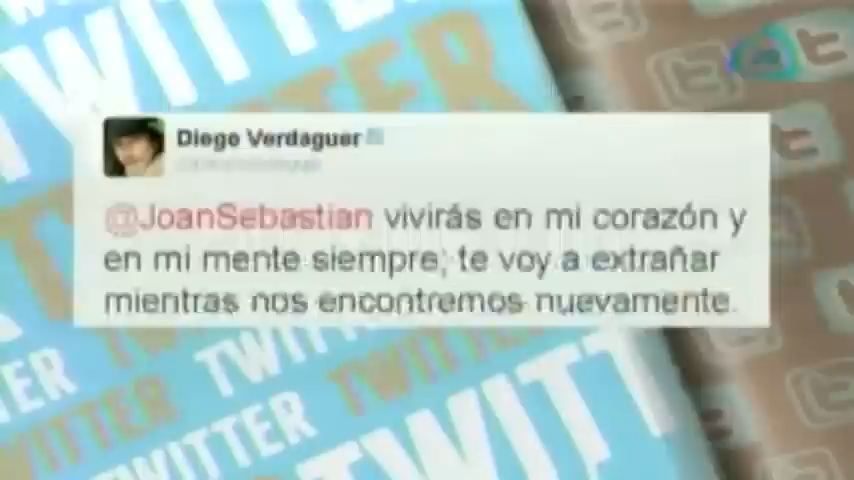 TWITTER
Diego Verdaguer
@JoanSebastian vivirás en mi corazón y
en mi mente siempre; te voy a extrañar
mientras nos encontremos nuevamente.
TWITTER
TWITTER
TWITTER
TWITT